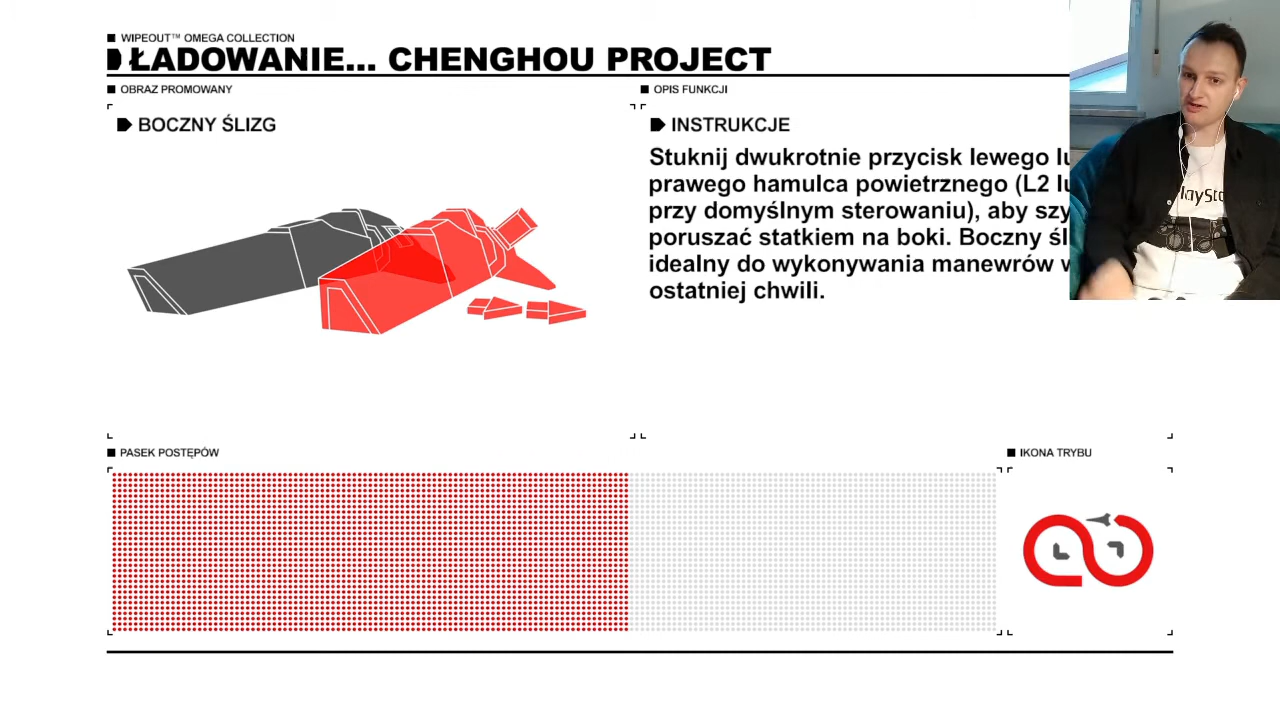 WIPEOUT™ OMEGA COLLECTION
ŁADOWANIE... CHENGHOU PROJECT
OBRAZ PROMOWANY
BOCZNY ŚLIZG
OPIS FUNKCJI
INSTRUKCJE
Stuknij dwukrotnie przycisk lewego
prawego hamulca powietrznego (L2
przy domyślnym sterowaniu), aby
poruszać statkiem na boki. Boczny
idealny do wykonywania manewrów
ostatniej chwili.
PASEK POSTĘPÓW
IKONA TRYBU